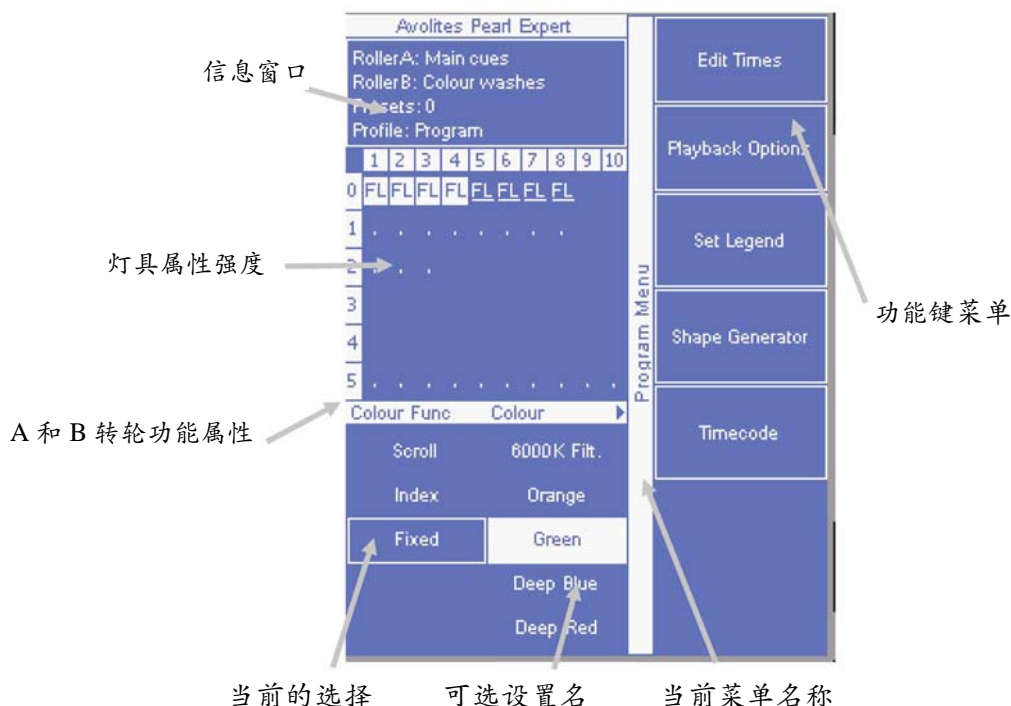 Avolites Pearl Expert
RollerA: Main cues
RollerB: Colour washes
Presets: 0
Profile: Program
1 2 3 4 5 6 7 8 9 10
0 FL FL FL FL FL FL FL FL
1 . . . . . . . .
2 . . .
3
4
5 . . . . . . . . . .
Colour Func Colour
Scroll 6000K Filt.
Index Orange
Fixed Green
Deep Blue
Deep Red
Program Menu
Edit Times
Playback Options
Set Legend
Shape Generator
Timecode
信息窗口
灯具属性强度
A 和 B 转轮功能属性
功能键菜单
当前的选择 可选设置名 当前菜单名称